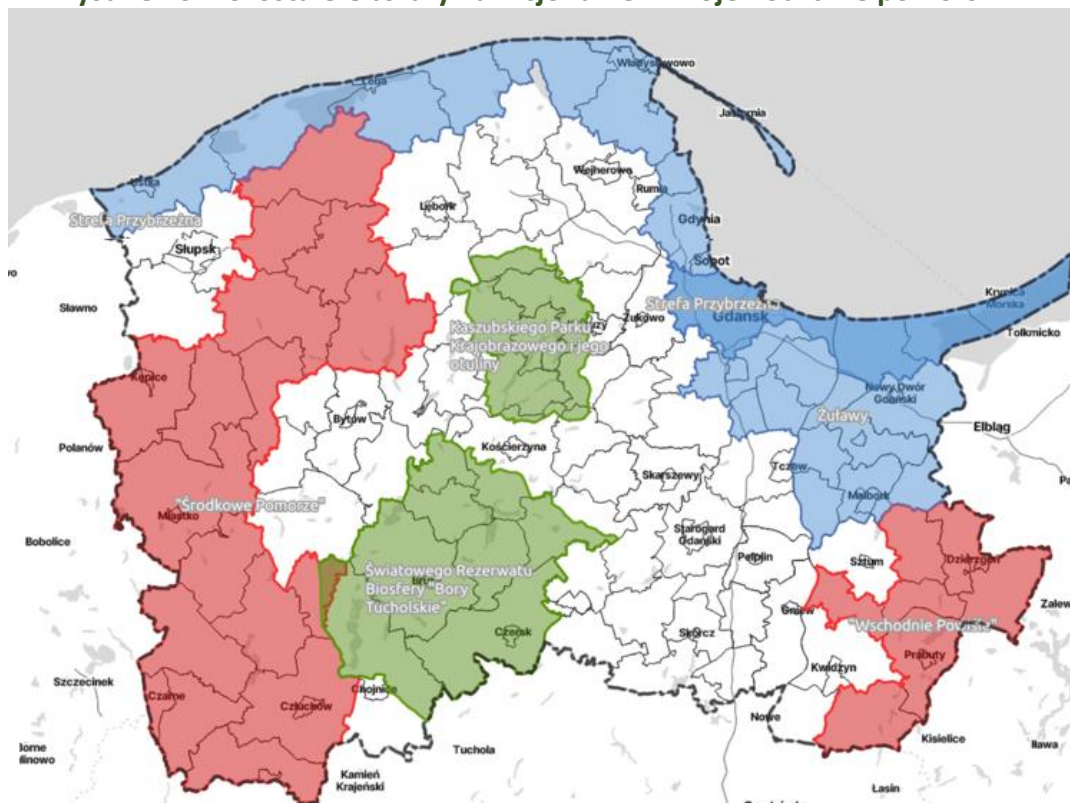 Władysławowo
Łeba
Jastarnia
Wejherowo
Rumia
Ustka
Lębork
Gdynia
Strefa Przybrzeżna
Słupsk
Sopot
Krynica
Morska
Strefa Przybrzeżna
Sławno
Gdańsk
Żukowo
Kaszubskiego Parku
Krajobrazowego i jego
otuliny
Tolkmicko
Kępice
Nowy Dwór
Gdański
Żuławy
Elbląg
Bytów
Polanów
Kościerzyna
Skarszewy
Tczew
Malbork
"Środkowe Pomorze"
Miastko
Starogard
Gdański
Bobolice
Pelplin
Sztum
Dzierzgoń
Światowego Rezerwatu
Biosfery "Bory
Tucholskie"
Gniew
"Wschodnie Powiśle"
Zalew
Czersk
Skórcz
Prabuty
Kwidzyn
Szczecinek
Czarne
Człuchów
Chojnice
Nowe
Kisielice
Iława
Tuchola
Kamień
Krajeński
Łasin